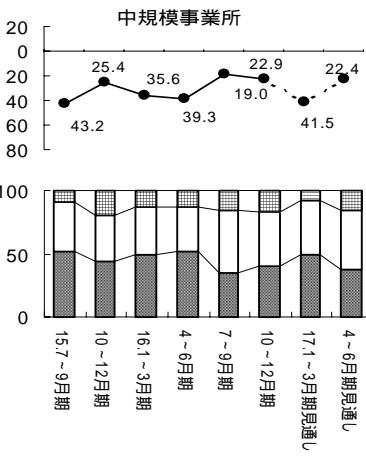 中規模事業所
20
0
20
40
60
80
43.2
25.4
35.6
39.3
19.0
22.9
41.5
22.4
100
50
0
15.7~9月期
10~12月期
16.1~3月期
4~6月期
7~9月期
10~12月期
17.1~3月期見通し
4~6月期見通し